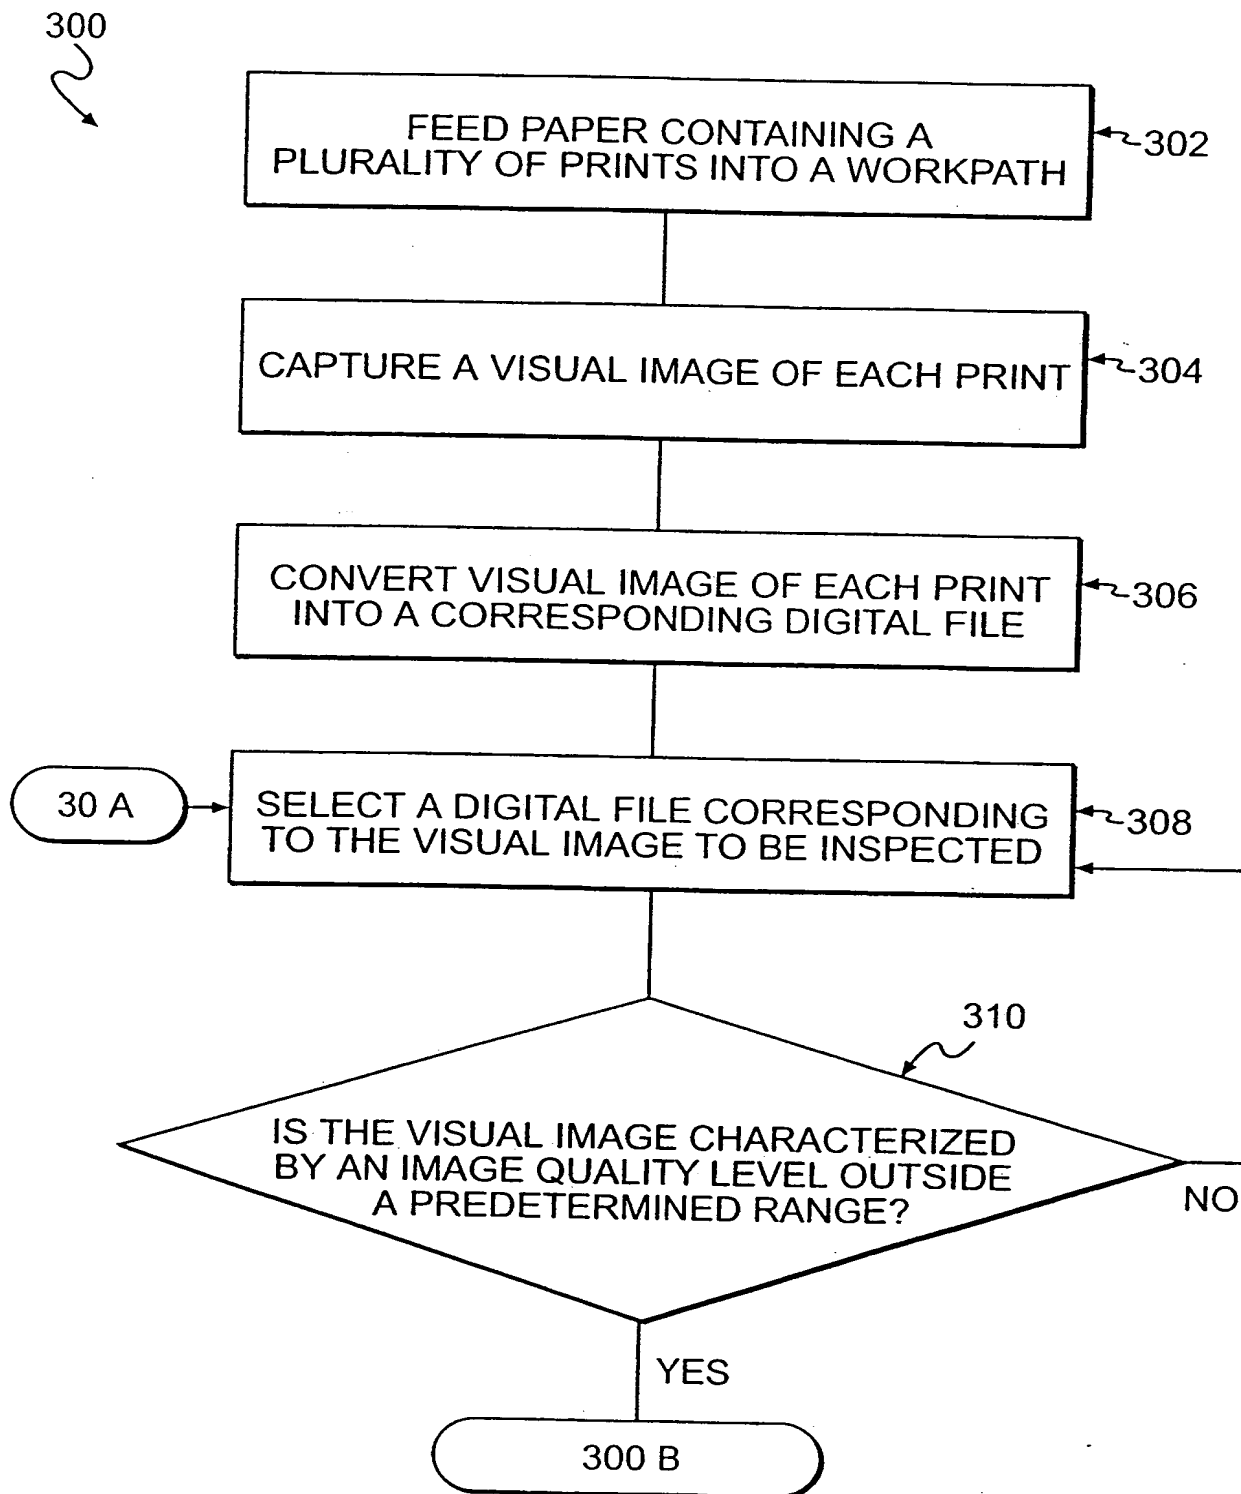 300
FEED PAPER CONTAINING A
PLURALITY OF PRINTS INTO A WORKPATH
302
CAPTURE A VISUAL IMAGE OF EACH PRINT
304
CONVERT VISUAL IMAGE OF EACH PRINT
INTO A CORRESPONDING DIGITAL FILE
306
30 A
SELECT A DIGITAL FILE CORRESPONDING
TO THE VISUAL IMAGE TO BE INSPECTED
308
310
IS THE VISUAL IMAGE CHARACTERIZED
BY AN IMAGE QUALITY LEVEL OUTSIDE
A PREDETERMINED RANGE?
NO
YES
300 B